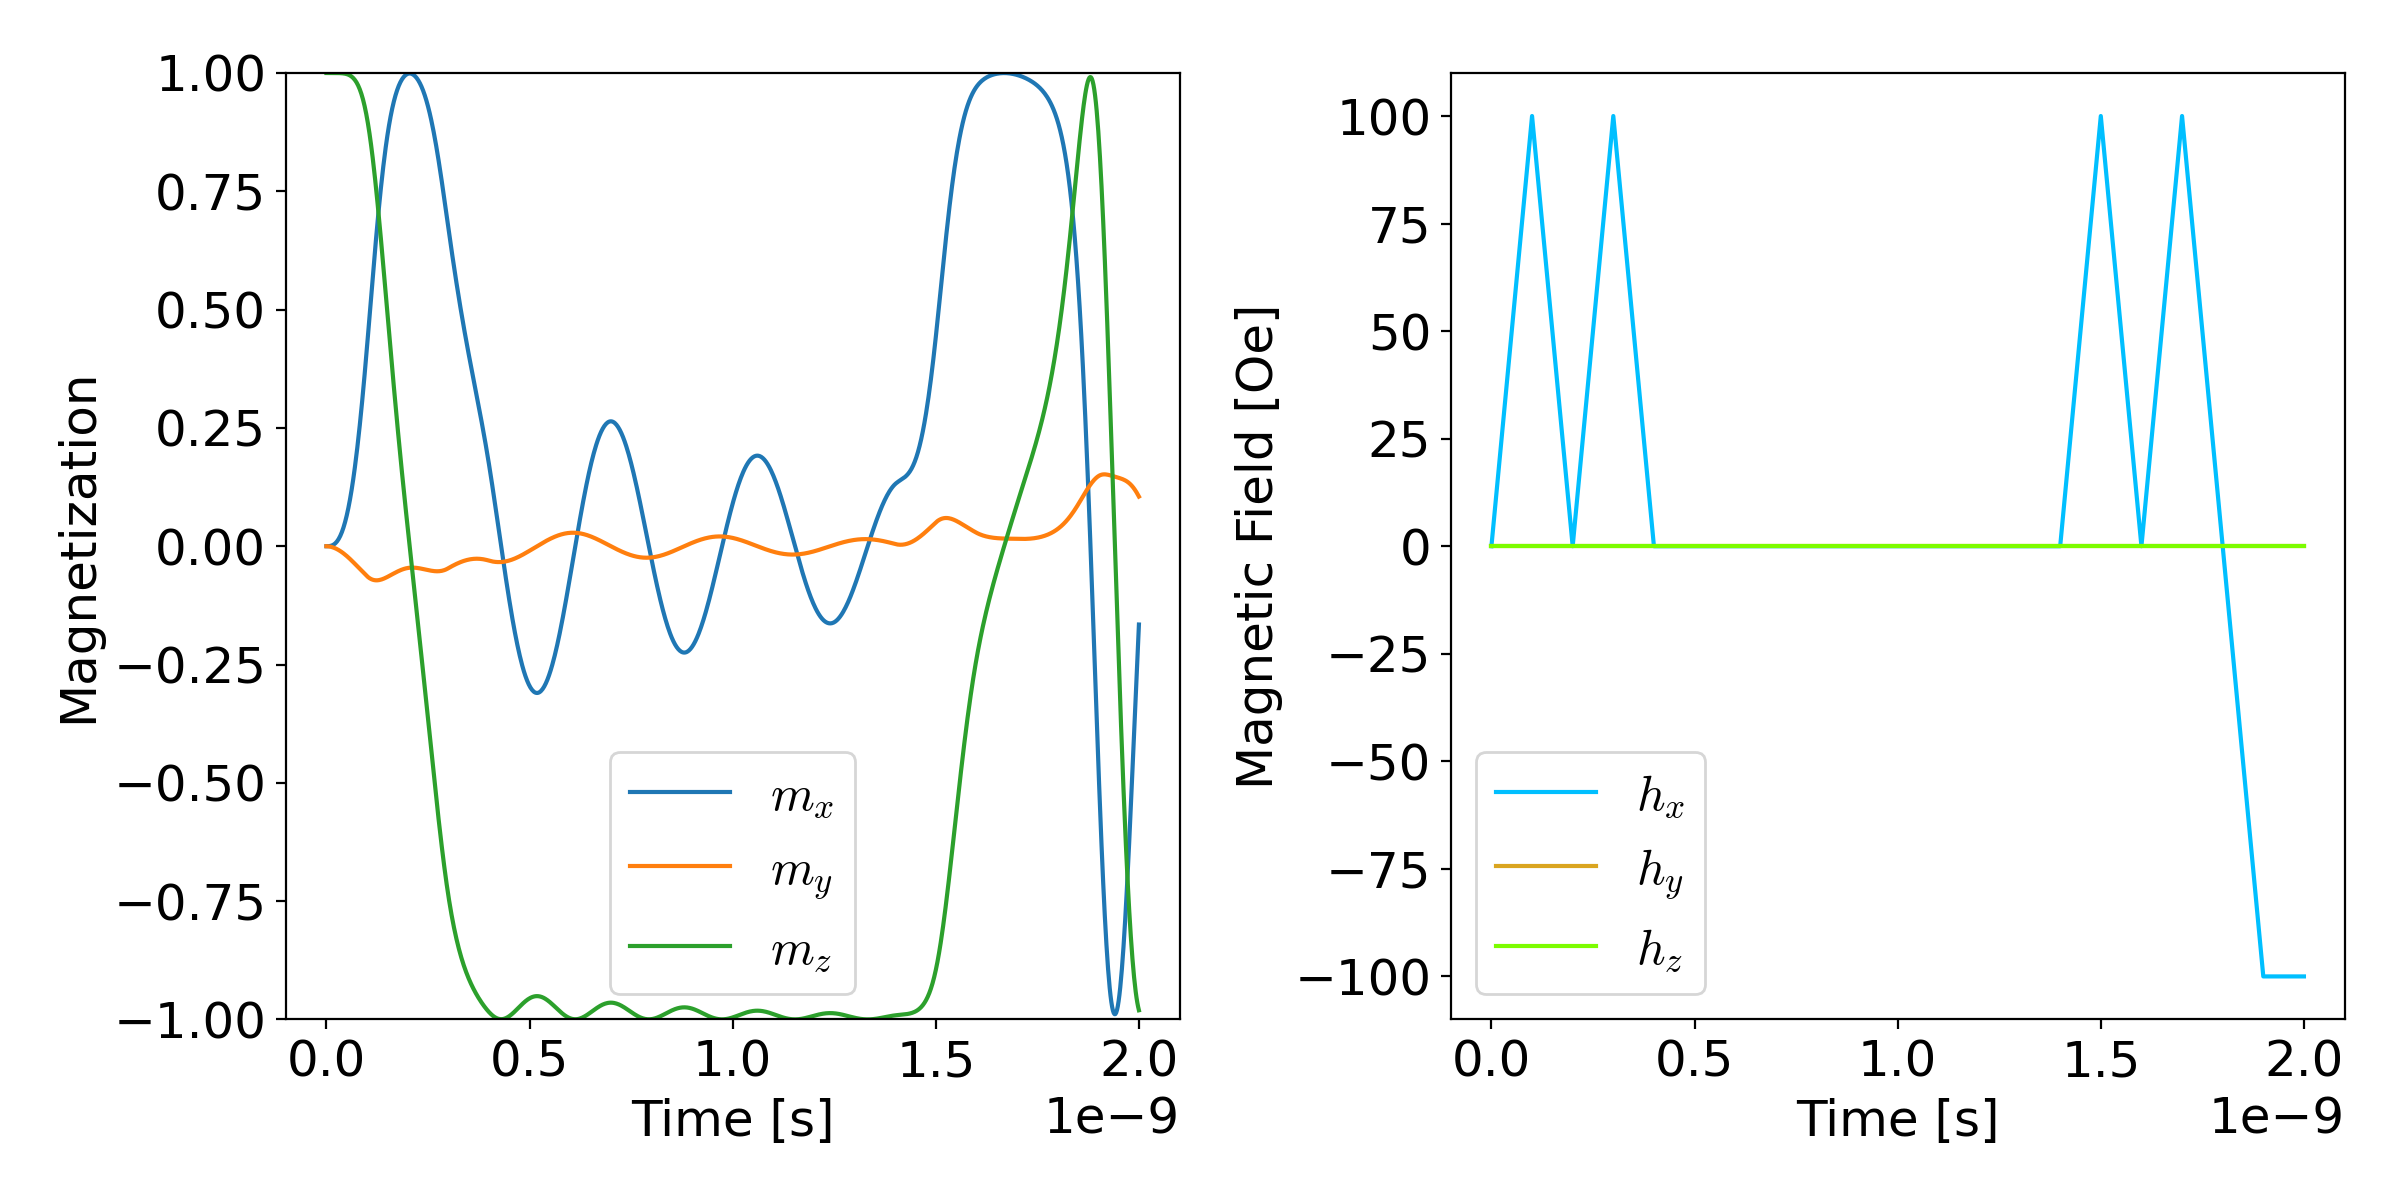 Magnetization
1.00
0.75
0.50
0.25
0.00
−0.25
−0.50
−0.75
−1.00
0.0 0.5 1.0 1.5 2.0
Time [s]
1e−9
m_x
m_y
m_z
Magnetic Field [Oe]
100
75
50
25
0
−25
−50
−75
−100
0.0 0.5 1.0 1.5 2.0
Time [s]
1e−9
h_x
h_y
h_z